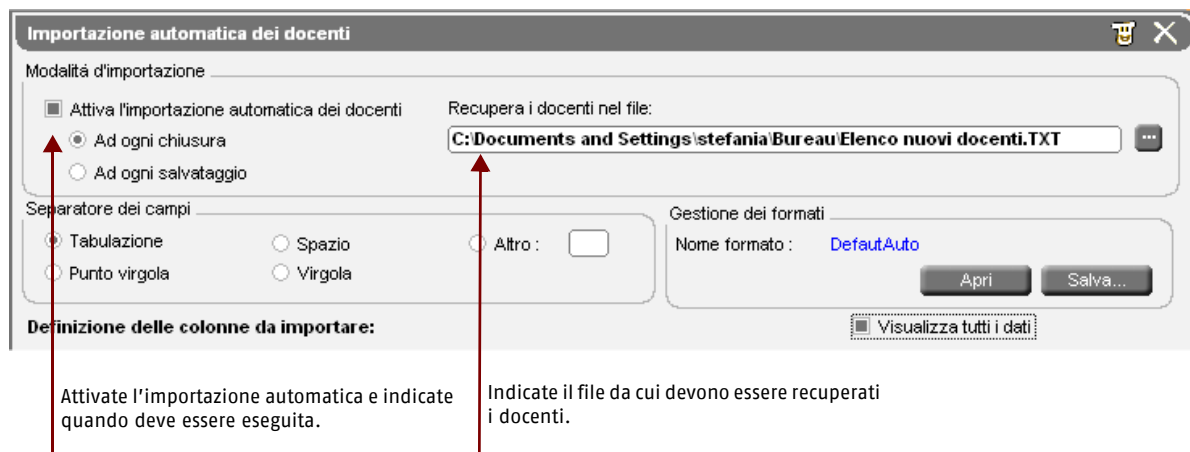 Importazione automatica dei docenti
Modalità d'importazione
Attiva l'importazione automatica dei docenti
Ad ogni chiusura
Ad ogni salvataggio
Recupera i docenti nel file:
C:\Documents and Settings\stefania\Bureau\Elenco nuovi docenti.TXT
...
Separatore dei campi
Tabulazione
Spazio
Altro :
Punto virgola
Virgola
Gestione dei formati
Nome formato :
DefautAuto
Apri
Salva...
Definizione delle colonne da importare:
Visualizza tutti i dati
Attivate l'importazione automatica e indicate
quando deve essere eseguita.
Indicate il file da cui devono essere recuperati
i docenti.